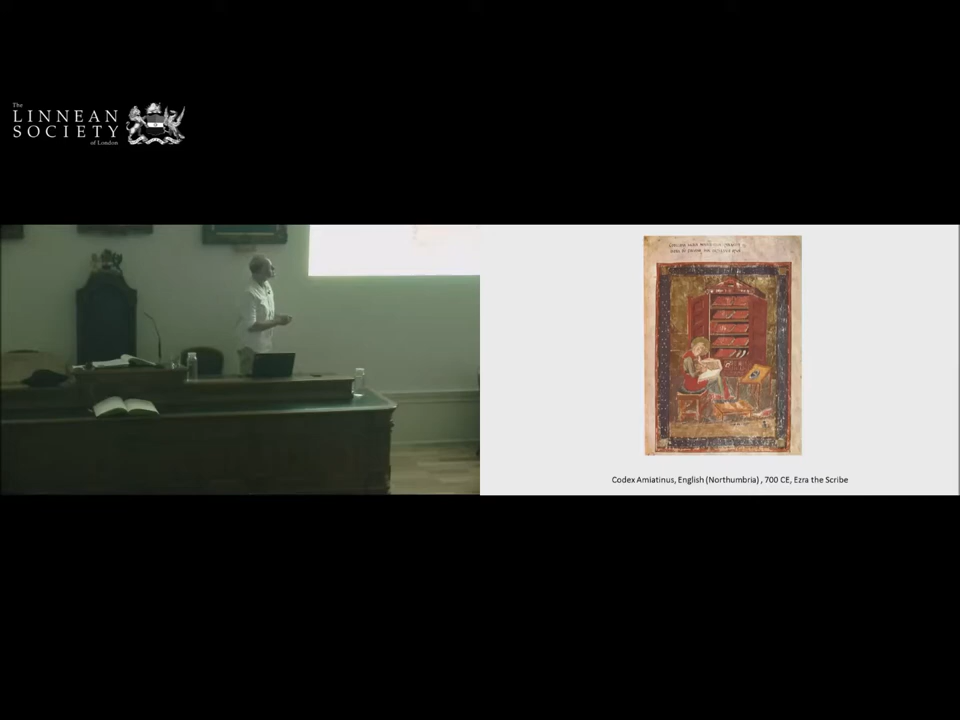 The
LINNEAN
SOCIETY
of London
Codex Amiatinus, English (Northumbria) , 700 CE, Ezra the Scribe